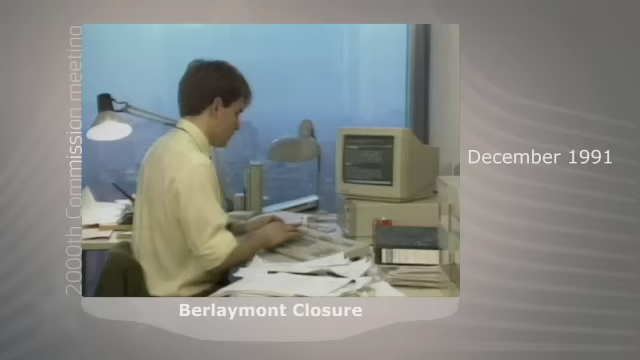 2000th Commission meeting
December 1991
Berlaymont Closure